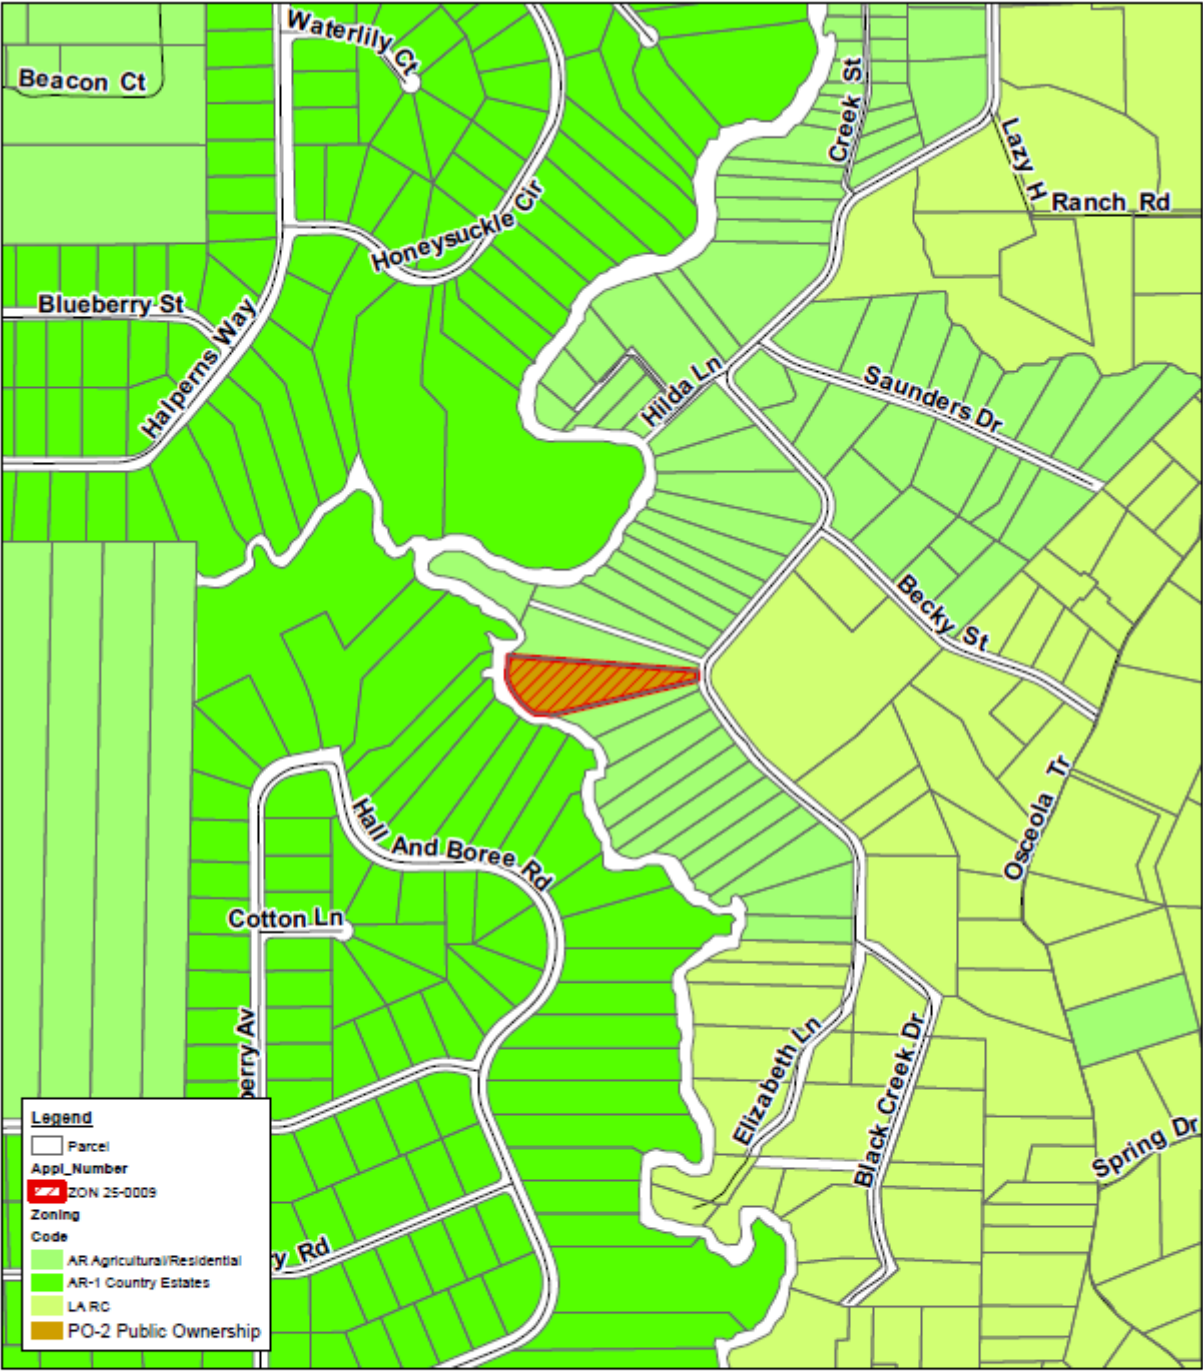 Waterlily Ct
Beacon Ct
Creek St
Lazy H
Ranch Rd
Honeysuckle Cir
Blueberry St
Halperns Way
Hilda Ln
Saunders Dr
Becky St
Osceola Tr
Hall And Boree Rd
Cotton Ln
berry Av
Elizabeth Ln
Black Creek Dr
Spring Dr
ry Rd
Legend
Parcel
Appl_Number
ZON 25-0009
Zoning
Code
AR Agricultural/Residential
AR-1 Country Estates
LA RC
PO-2 Public Ownership